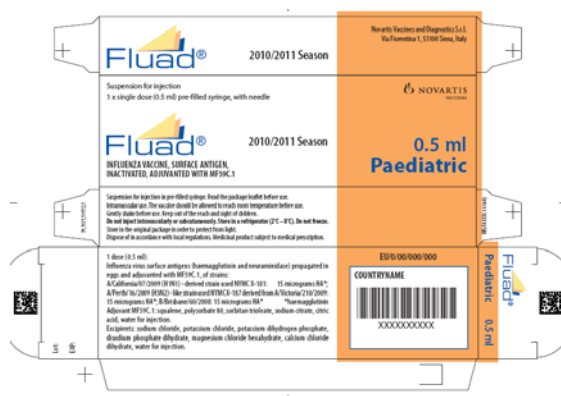 Fluad®
2010/2011 Season
Novartis Vaccines and Diagnostics S.r.l.
Via Fiorentina 1, 53100 Siena, Italy
Suspension for injection
1 x single dose (0.5 ml) pre-filled syringe, with needle
NOVARTIS
VACCINES
Fluad®
2010/2011 Season
INFLUENZA VACCINE, SURFACE ANTIGEN,
INACTIVATED, ADJUVANTED WITH MF59C.1
0.5 ml
Paediatric
Suspension for injection in pre-filled syringe. Read the package leaflet before use.
Intramuscular use. The vaccine should be allowed to reach room temperature before use.
Gently shake before use. Keep out of the reach and sight of children.
Do not inject intravascularly or subcutaneously. Store in a refrigerator (2°C – 8°C). Do not freeze.
Store in the original package in order to protect from light.
Dispose of in accordance with local regulations. Medicinal product subject to medical prescription.
1 dose (0.5 ml):
Influenza virus surface antigens (haemagglutinin and neuraminidase) propagated in
eggs and adjuvanted with MF59C.1, of strains:
A/California/07/2009 (H1N1) - derived strain used NYMC X-181: 15 micrograms HA*;
A/Perth/16/2009 (H3N2) - like strain used NYMC X-187 derived from A/Victoria/210/2009:
15 micrograms HA*; B/Brisbane/60/2008: 15 micrograms HA* *haemagglutinin
Adjuvant MF59C.1: squalene, polysorbate 80, sorbitan trioleate, sodium citrate, citric
acid, water for injection.
Excipients: sodium chloride, potassium chloride, potassium dihydrogen phosphate,
disodium phosphate dihydrate, magnesium chloride hexahydrate, calcium chloride
dihydrate, water for injection.
EU/0/00/000/000
COUNTRYNAME
XXXXXXXXXX
Lot:
EXP:
Fluad®
Paediatric 0.5 ml